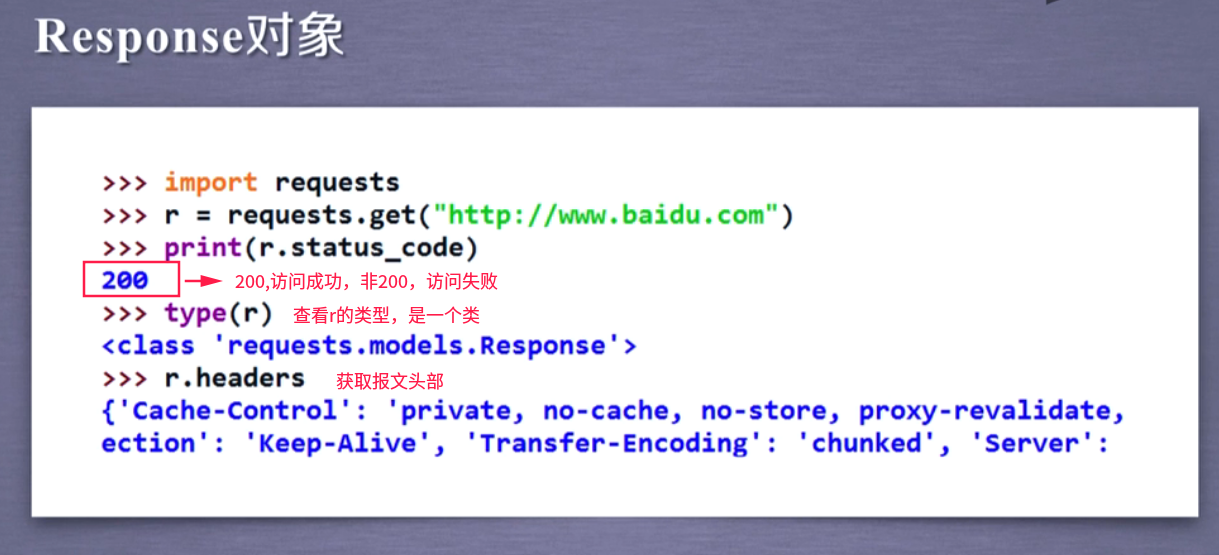 Response对象
>>> import requests
>>> r = requests.get("http://www.baidu.com")
>>> print(r.status_code)
200 200,访问成功，非200，访问失败
>>> type(r) 查看r的类型，是一个类
<class 'requests.models.Response'>
>>> r.headers 获取报文头部
{'Cache-Control': 'private, no-cache, no-store, proxy-revalidate,
ection': 'Keep-Alive', 'Transfer-Encoding': 'chunked', 'Server':